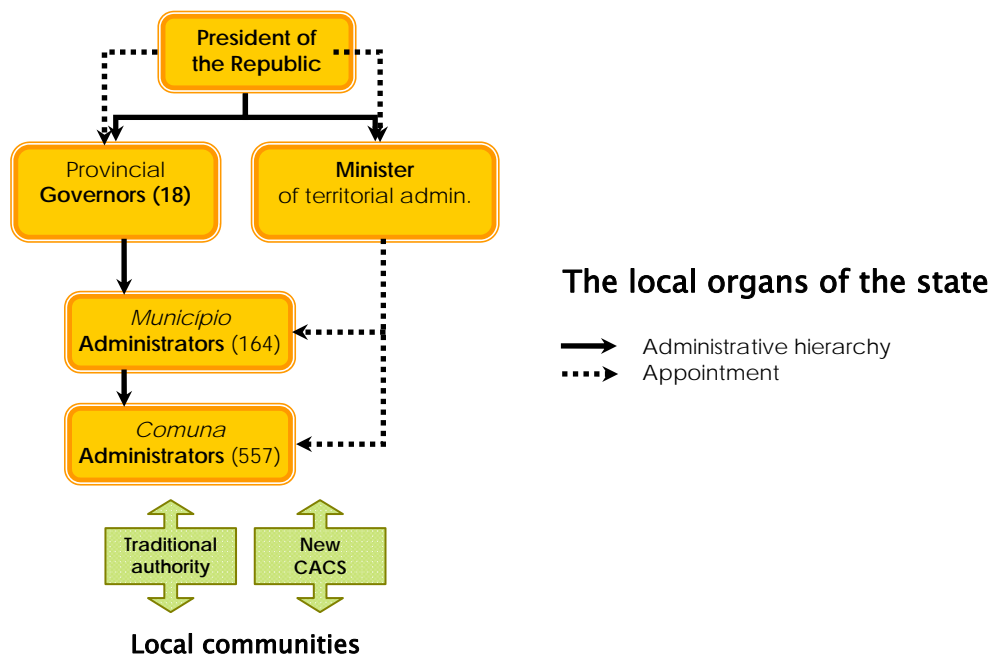 President of
the Republic
Provincial
Governors (18)
Minister
of territorial admin.
Município
Administrators (164)
Comuna
Administrators (557)
Traditional
authority
New
CACS
Local communities
The local organs of the state
Administrative hierarchy
Appointment